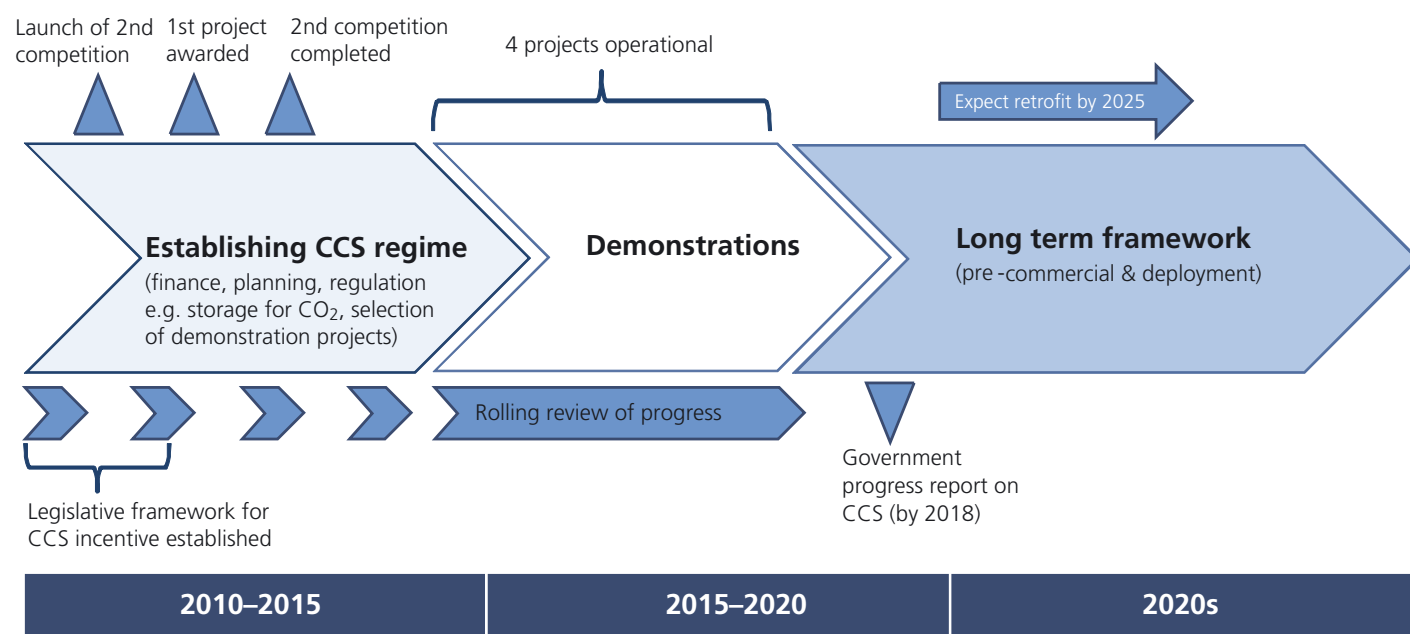 Launch of 2nd
competition
1st project
awarded
2nd competition
completed
4 projects operational
Expect retrofit by 2025
Establishing CCS regime
(finance, planning, regulation
e.g. storage for CO₂, selection
of demonstration projects)
Demonstrations
Long term framework
(pre-commercial & deployment)
Rolling review of progress
Legislative framework for
CCS incentive established
Government
progress report on
CCS (by 2018)
2010–2015
2015–2020
2020s